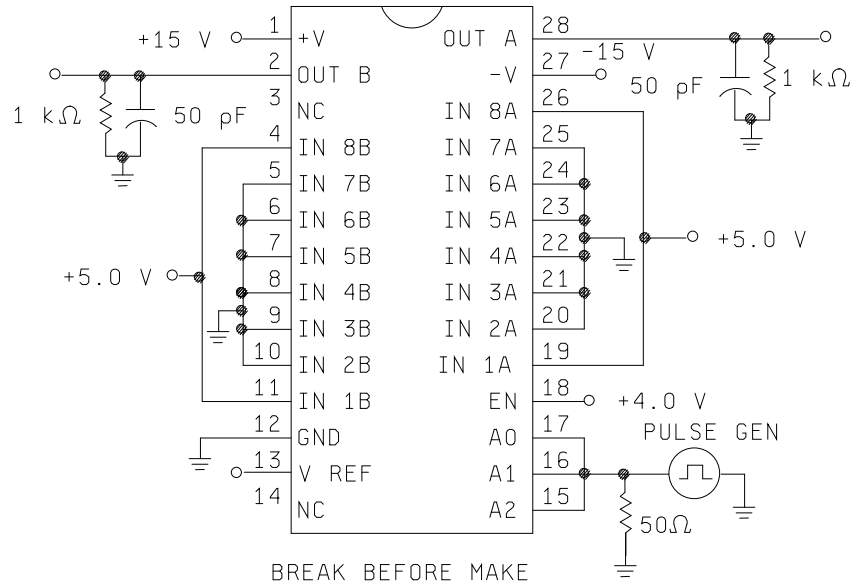 1 +V OUT A 28
+15 V
-15 V
2 OUT B -V 27
1 kΩ 50 pF
50 pF 1 kΩ
3 NC IN 8A 26
4 IN 8B IN 7A 25
5 IN 7B IN 6A 24
6 IN 6B IN 5A 23
7 IN 5B IN 4A 22
+5.0 V
+5.0 V
8 IN 4B IN 3A 21
9 IN 3B IN 2A 20
10 IN 2B IN 1A 19
11 IN 1B EN 18 +4.0 V
12 GND A0 17
PULSE GEN
13 V REF A1 16
14 NC A2 15
50Ω
BREAK BEFORE MAKE